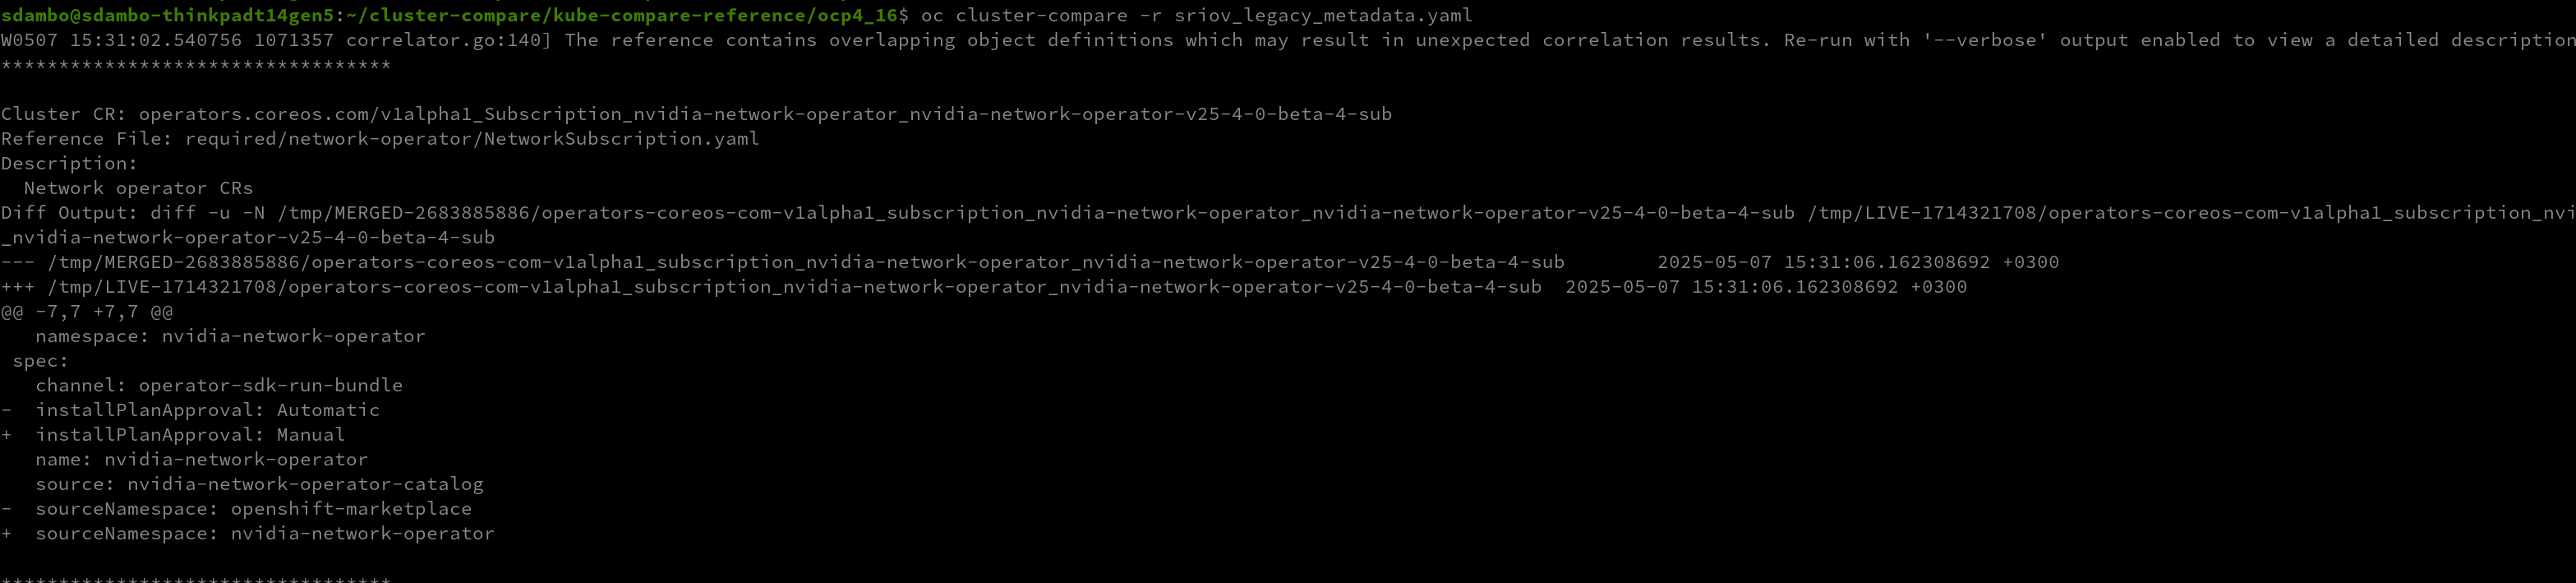 sdambo@sdambo-thinkpadt14gen5:~/cluster-compare/kube-compare-reference/ocp4_16$ oc cluster-compare -r sriov_legacy_metadata.yaml
W0507 15:31:02.540756 1071357 correlator.go:140] The reference contains overlapping object definitions which may result in unexpected correlation results. Re-run with '--verbose' output enabled to view a detailed description
**********************************
Cluster CR: operators.coreos.com/v1alpha1_Subscription_nvidia-network-operator_nvidia-network-operator-v25-4-0-beta-4-sub
Reference File: required/network-operator/NetworkSubscription.yaml
Description:
  Network operator CRs
Diff Output: diff -u -N /tmp/MERGED-2683885886/operators-coreos-com-v1alpha1_subscription_nvidia-network-operator_nvidia-network-operator-v25-4-0-beta-4-sub /tmp/LIVE-1714321708/operators-coreos-com-v1alpha1_subscription_nvi
_nvidia-network-operator-v25-4-0-beta-4-sub
--- /tmp/MERGED-2683885886/operators-coreos-com-v1alpha1_subscription_nvidia-network-operator_nvidia-network-operator-v25-4-0-beta-4-sub	2025-05-07 15:31:06.162308692 +0300
+++ /tmp/LIVE-1714321708/operators-coreos-com-v1alpha1_subscription_nvidia-network-operator_nvidia-network-operator-v25-4-0-beta-4-sub	2025-05-07 15:31:06.162308692 +0300
@@ -7,7 +7,7 @@
   namespace: nvidia-network-operator
 spec:
   channel: operator-sdk-run-bundle
-  installPlanApproval: Automatic
+  installPlanApproval: Manual
   name: nvidia-network-operator
   source: nvidia-network-operator-catalog
-  sourceNamespace: openshift-marketplace
+  sourceNamespace: nvidia-network-operator
**********************************